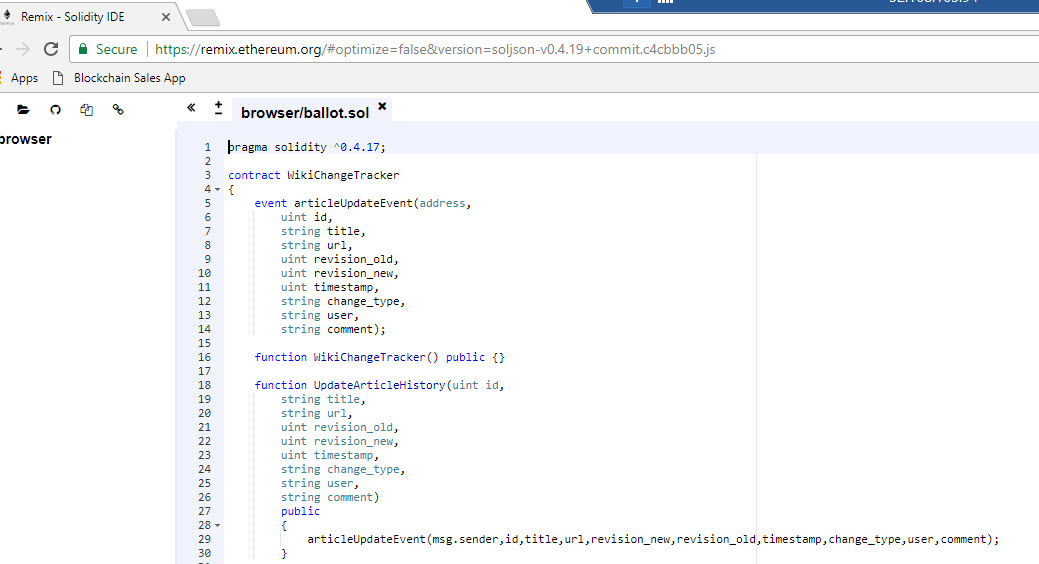 Remix - Solidity IDE
Secure https://remix.ethereum.org/#optimize=false&version=soljson-v0.4.19+commit.c4cbbb05.js
Apps Blockchain Sales App
browser/ballot.sol
browser
1 pragma solidity ^0.4.17;
2
3 contract WikiChangeTracker
4 {
5 event articleUpdateEvent(address,
6 uint id,
7 string title,
8 string url,
9 uint revision_old,
10 uint revision_new,
11 uint timestamp,
12 string change_type,
13 string user,
14 string comment);
15
16 function WikiChangeTracker() public {}
17
18 function UpdateArticleHistory(uint id,
19 string title,
20 string url,
21 uint revision_old,
22 uint revision_new,
23 uint timestamp,
24 string change_type,
25 string user,
26 string comment)
27 public
28 {
29 articleUpdateEvent(msg.sender,id,title,url,revision_new,revision_old,timestamp,change_type,user,comment);
30 }